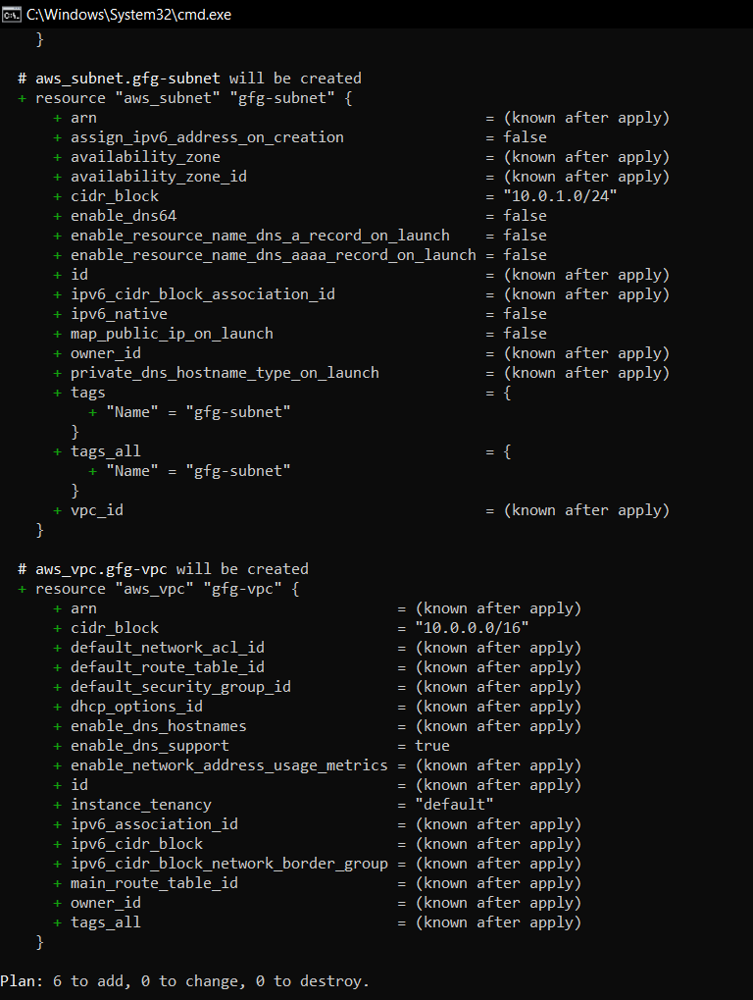 C:\Windows\System32\cmd.exe
    }

  # aws_subnet.gfg-subnet will be created
  + resource "aws_subnet" "gfg-subnet" {
      + arn                                            = (known after apply)
      + assign_ipv6_address_on_creation                = false
      + availability_zone                              = (known after apply)
      + availability_zone_id                           = (known after apply)
      + cidr_block                                     = "10.0.1.0/24"
      + enable_dns64                                   = false
      + enable_resource_name_dns_a_record_on_launch    = false
      + enable_resource_name_dns_aaaa_record_on_launch = false
      + id                                             = (known after apply)
      + ipv6_cidr_block_association_id                 = (known after apply)
      + ipv6_native                                    = false
      + map_public_ip_on_launch                        = false
      + owner_id                                       = (known after apply)
      + private_dns_hostname_type_on_launch            = (known after apply)
      + tags                                           = {
          + "Name" = "gfg-subnet"
        }
      + tags_all                                       = {
          + "Name" = "gfg-subnet"
        }
      + vpc_id                                         = (known after apply)
    }

  # aws_vpc.gfg-vpc will be created
  + resource "aws_vpc" "gfg-vpc" {
      + arn                                  = (known after apply)
      + cidr_block                           = "10.0.0.0/16"
      + default_network_acl_id               = (known after apply)
      + default_route_table_id               = (known after apply)
      + default_security_group_id            = (known after apply)
      + dhcp_options_id                      = (known after apply)
      + enable_dns_hostnames                 = (known after apply)
      + enable_dns_support                   = true
      + enable_network_address_usage_metrics = (known after apply)
      + id                                   = (known after apply)
      + instance_tenancy                     = "default"
      + ipv6_association_id                  = (known after apply)
      + ipv6_cidr_block                      = (known after apply)
      + ipv6_cidr_block_network_border_group = (known after apply)
      + main_route_table_id                  = (known after apply)
      + owner_id                             = (known after apply)
      + tags_all                             = (known after apply)
    }

Plan: 6 to add, 0 to change, 0 to destroy.